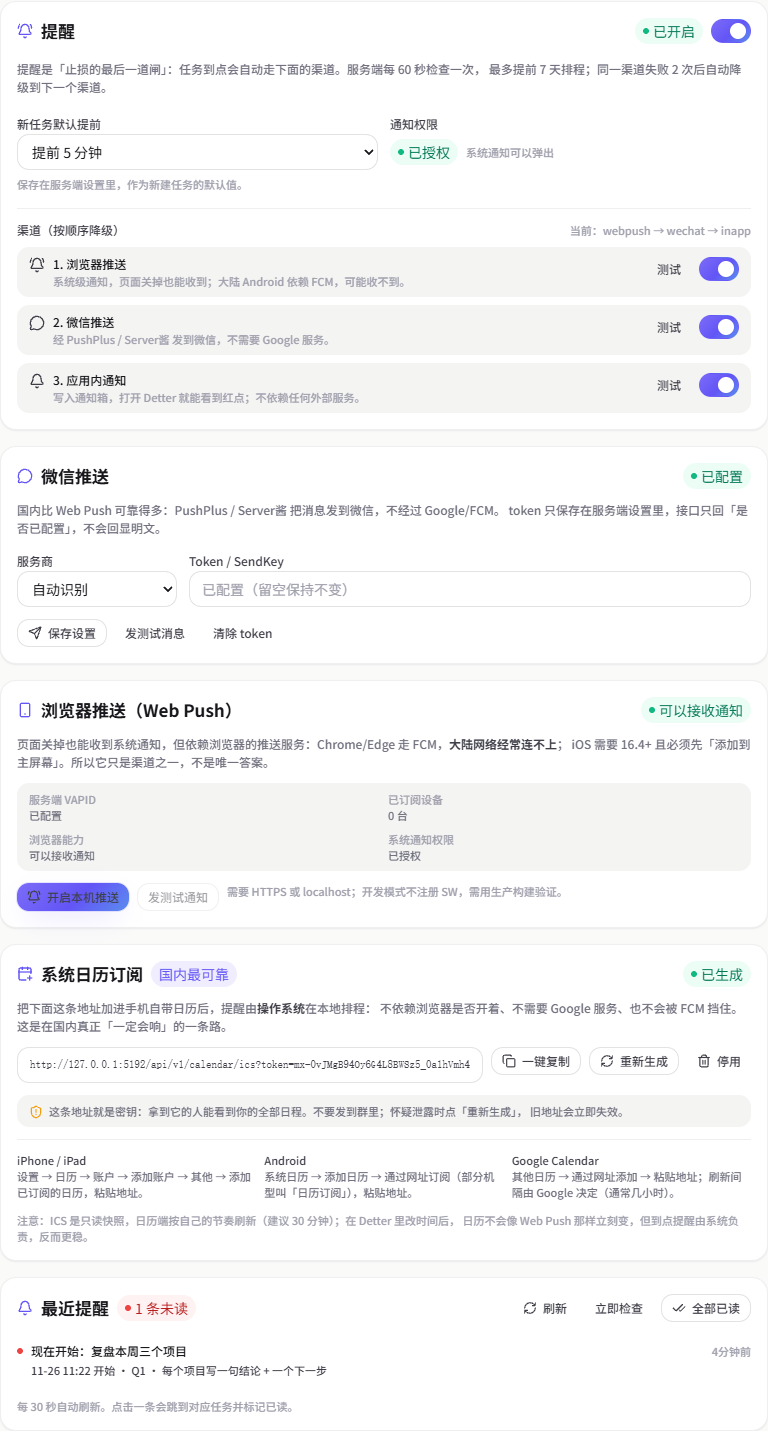 提醒
已开启
提醒是「止损的最后一道闸」：任务到点会自动走下面的渠道。服务端每 60 秒检查一次， 最多提前 7 天排程；同一渠道失败 2 次后自动降
级到下一个渠道。
新任务默认提前
通知权限
提前 5 分钟
已授权
系统通知可以弹出
保存在服务端设置里，作为新建任务的默认值。
渠道（按顺序降级）
当前：webpush → wechat → inapp
1. 浏览器推送
系统级通知，页面关掉也能收到；大陆 Android 依赖 FCM，可能收不到。
测试
2. 微信推送
经 PushPlus / Server酱 发到微信，不需要 Google 服务。
测试
3. 应用内通知
写入通知箱，打开 Detter 就能看到红点；不依赖任何外部服务。
测试
微信推送
已配置
国内比 Web Push 可靠得多：PushPlus / Server酱 把消息发到微信，不经过 Google/FCM。 token 只保存在服务端设置里，接口只回「是
否已配置」，不会回显明文。
服务商
Token / SendKey
自动识别
已配置（留空保持不变）
保存设置
发测试消息
清除 token
浏览器推送（Web Push）
可以接收通知
页面关掉也能收到系统通知，但依赖浏览器的推送服务：Chrome/Edge 走 FCM，大陆网络经常连不上； iOS 需要 16.4+ 且必须先「添加到
主屏幕」。所以它只是渠道之一，不是唯一答案。
服务端 VAPID
已订阅设备
已配置
0 台
浏览器能力
系统通知权限
可以接收通知
已授权
开启本机推送
发测试通知
需要 HTTPS 或 localhost；开发模式不注册 SW，需用生产构建验证。
系统日历订阅
国内最可靠
已生成
把下面这条地址加进手机自带日历后，提醒由操作系统在本地排程： 不依赖浏览器是否开着、不需要 Google 服务、也不会被 FCM 挡住。
这是在国内真正「一定会响」的一条路。
http://127.0.0.1:5192/api/v1/calendar/ics?token=mx-0vJMgB940y6G4L8BWSz5_0a1hVmh4
一键复制
重新生成
停用
这条地址就是密钥：拿到它的人能看到你的全部日程。不要发到群里；怀疑泄露时点「重新生成」， 旧地址会立即失效。
iPhone / iPad
Android
Google Calendar
设置 → 日历 → 账户 → 添加账户 → 其他 → 添加
已订阅的日历，粘贴地址。
系统日历 → 添加日历 → 通过网址订阅（部分机
型叫「日历订阅」），粘贴地址。
其他日历 → 通过网址添加 → 粘贴地址；刷新间
隔由 Google 决定（通常几小时）。
注意：ICS 是只读快照，日历端按自己的节奏刷新（建议 30 分钟）；在 Detter 里改时间后， 日历不会像 Web Push 那样立刻变，但到点提醒由系统负
责，反而更稳。
最近提醒
1 条未读
刷新
立即检查
全部已读
现在开始：复盘本周三个项目
4分钟前
11-26 11:22 开始 · Q1 · 每个项目写一句结论 + 一个下一步
每 30 秒自动刷新。点击一条会跳到对应任务并标记已读。